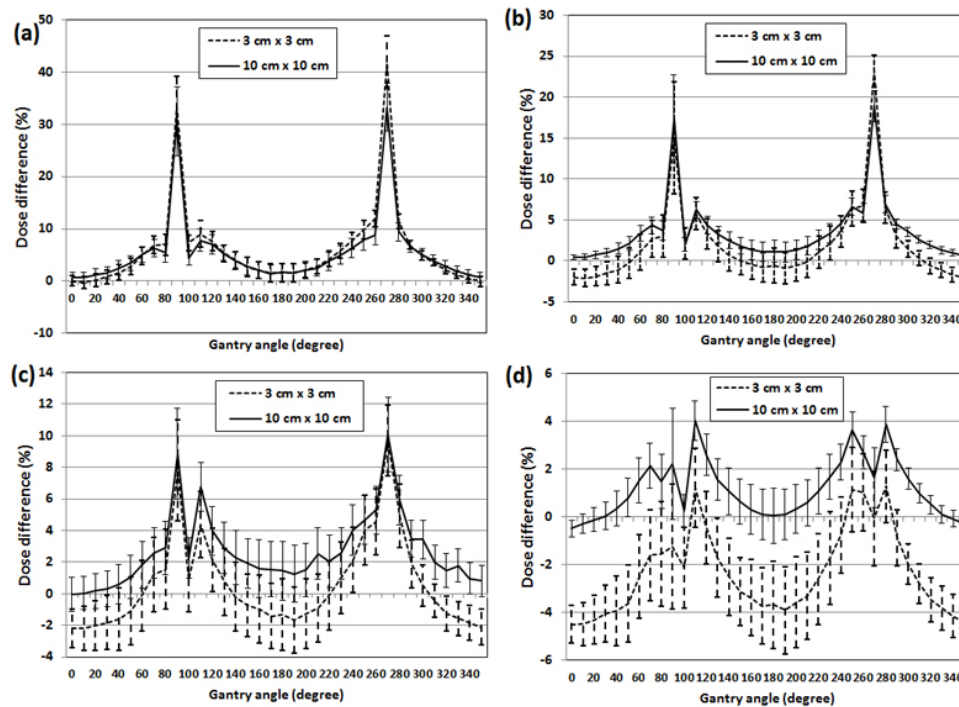 (a)
50
40
30
20
10
0
-10
Dose difference (%)
3 cm x 3 cm
10 cm x 10 cm
0 20 40 60 80 100 120 140 160 180 200 220 240 260 280 300 320 340
Gantry angle (degree)
(b)
30
25
20
15
10
5
0
-5
Dose difference (%)
3 cm x 3 cm
10 cm x 10 cm
0 20 40 60 80 100 120 140 160 180 200 220 240 260 280 300 320 340
Gantry angle (degree)
(c)
14
12
10
8
6
4
2
0
-2
-4
Dose difference (%)
3 cm x 3 cm
10 cm x 10 cm
0 20 40 60 80 100 120 140 160 180 200 220 240 260 280 300 320 340
Gantry angle (degree)
(d)
6
4
2
0
-2
-4
-6
Dose difference (%)
3 cm x 3 cm
10 cm x 10 cm
0 20 40 60 80 100 120 140 160 180 200 220 240 260 280 300 320 340
Gantry angle (degree)